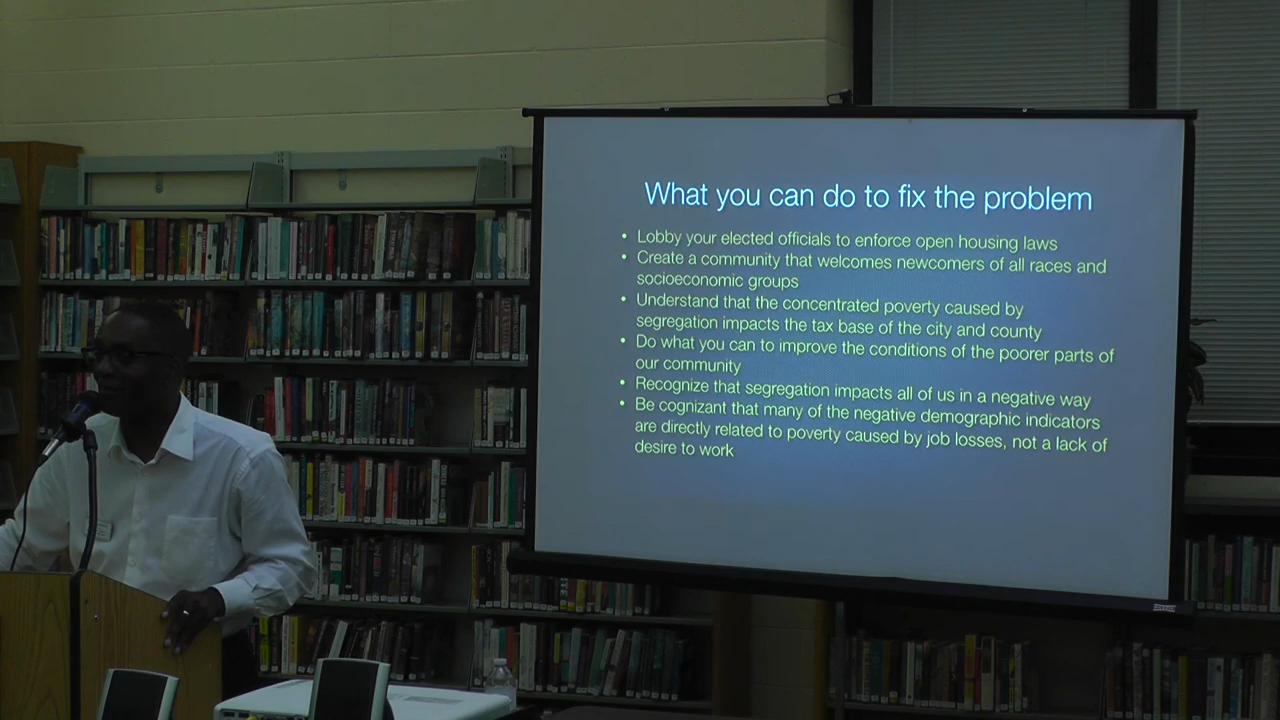 What you can do to fix the problem
• Lobby your elected officials to enforce open housing laws
• Create a community that welcomes newcomers of all races and
socioeconomic groups
• Understand that the concentrated poverty caused by
segregation impacts the tax base of the city and county
• Do what you can to improve the conditions of the poorer parts of
our community
• Recognize that segregation impacts all of us in a negative way
• Be cognizant that many of the negative demographic indicators
are directly related to poverty caused by job losses, not a lack of
desire to work